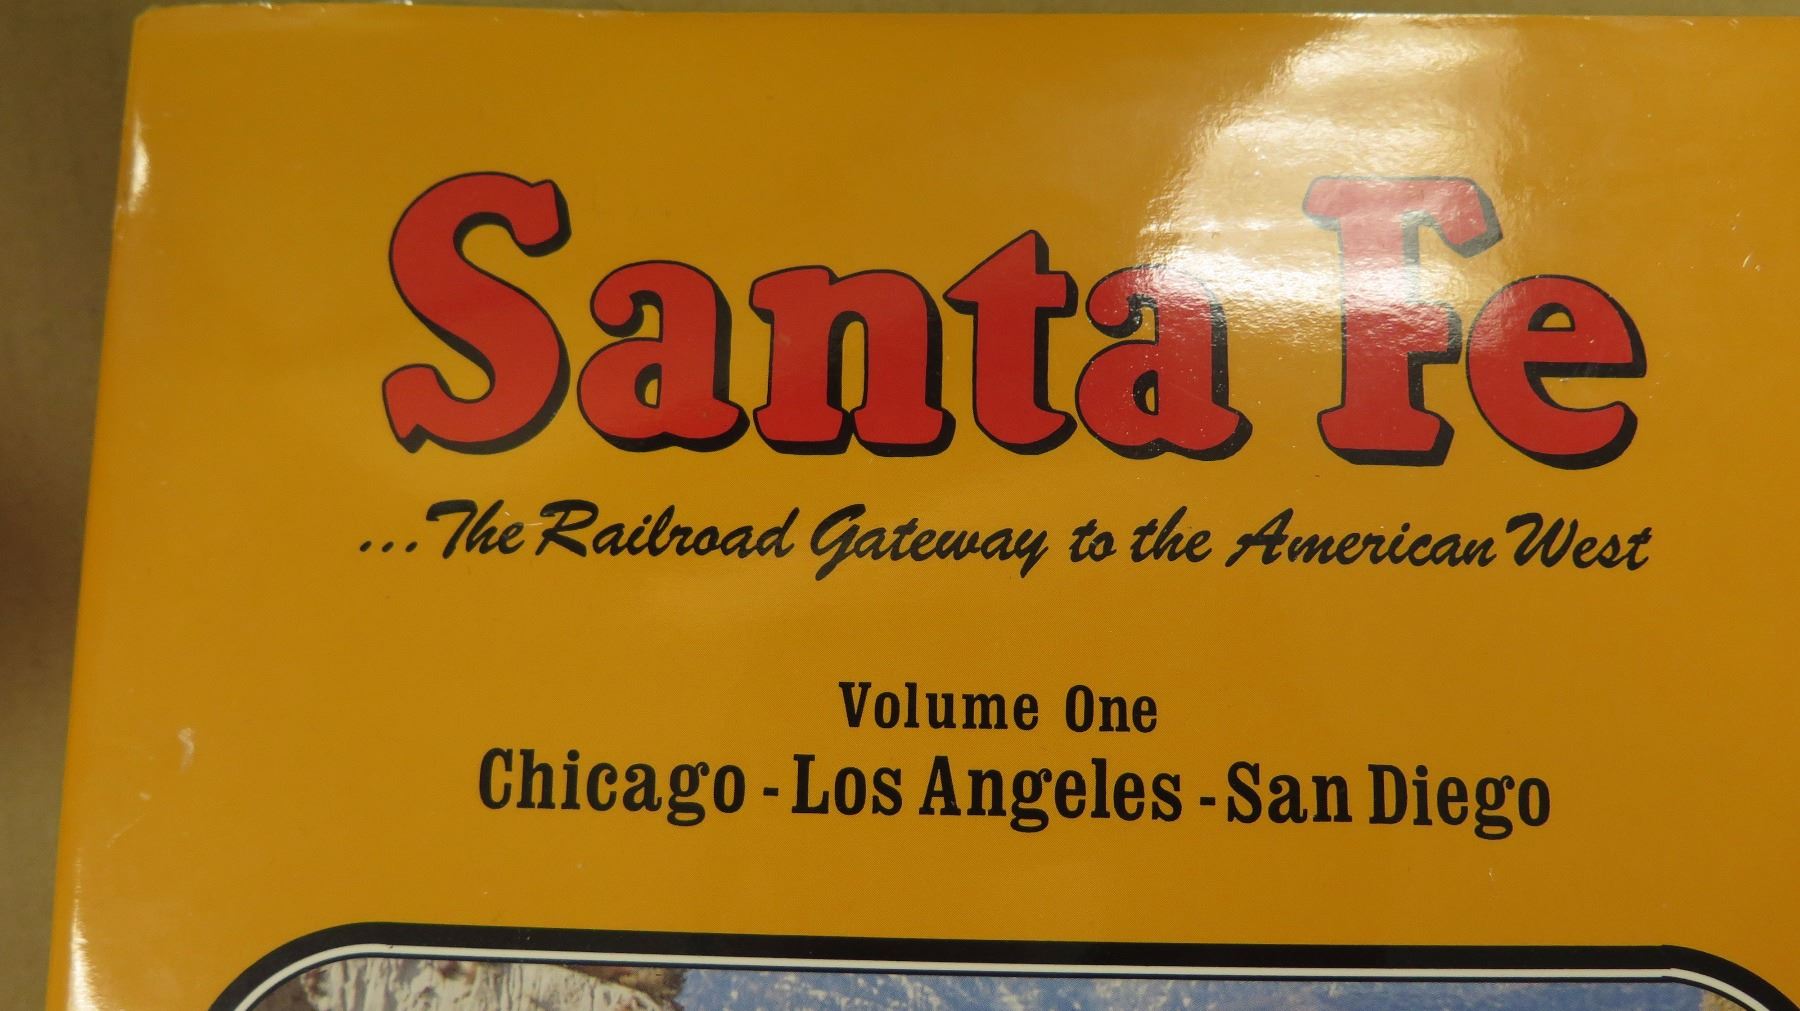 Santa Fe
...The Railroad Gateway to the American West
Volume One
Chicago - Los Angeles - San Diego